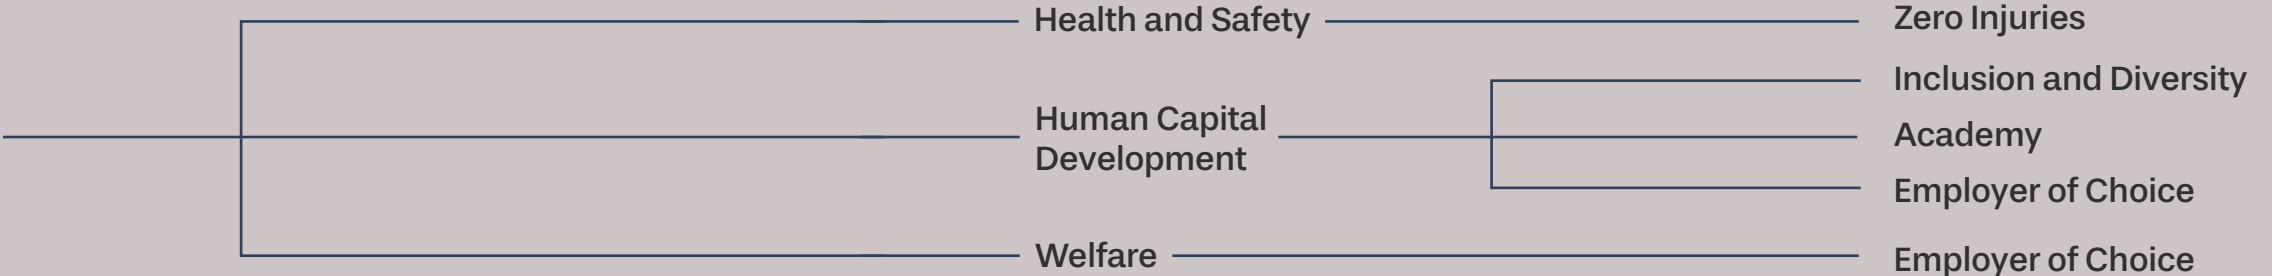 Health and Safety
Zero Injuries
Inclusion and Diversity
Human Capital
Development
Academy
Employer of Choice
Welfare
Employer of Choice